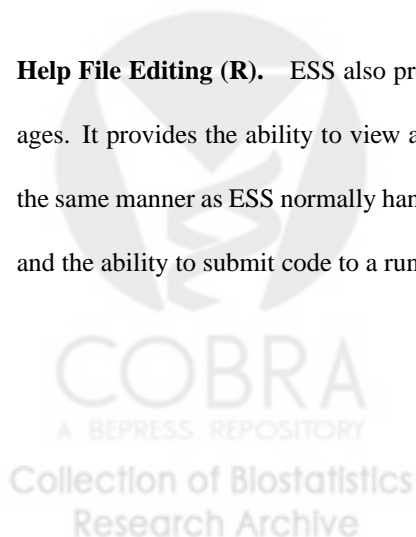 Help File Editing (R). ESS also pr
ages. It provides the ability to view a
the same manner as ESS normally han
and the ability to submit code to a run
COBRA
A BEPRESS REPOSITORY
Collection of Biostatistics
Research Archive